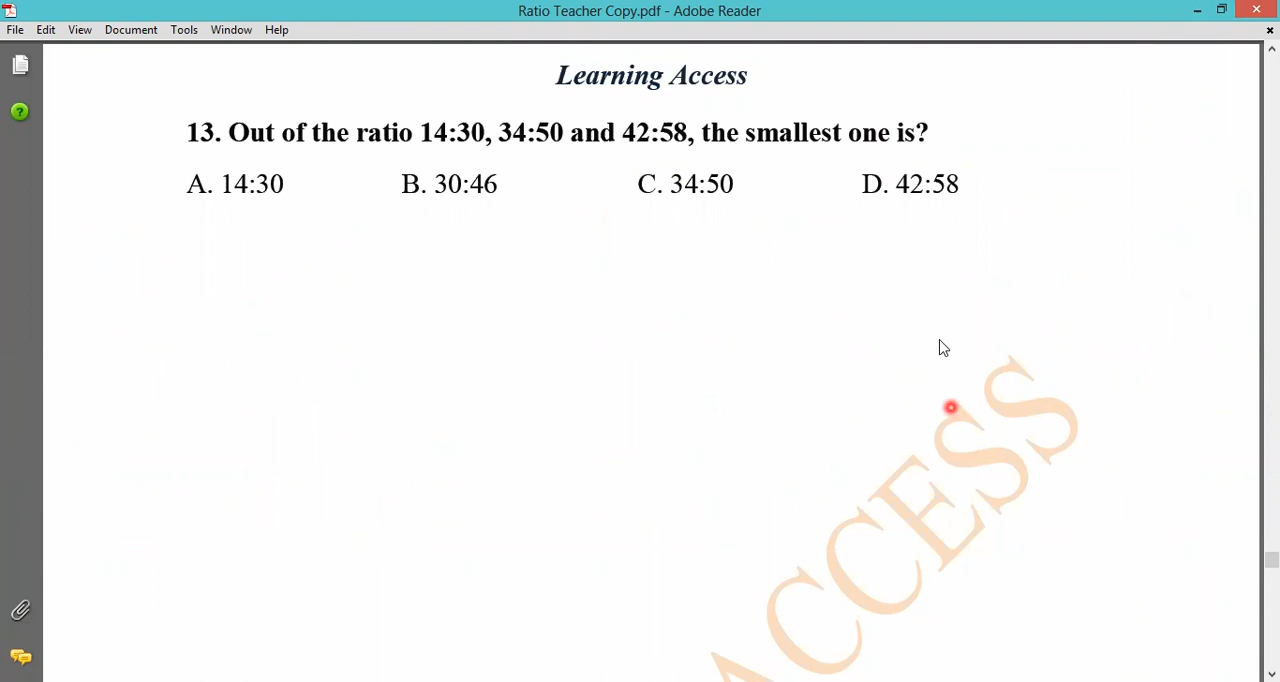 Ratio Teacher Copy.pdf - Adobe Reader
File Edit View Document Tools Window Help
Learning Access
13. Out of the ratio 14:30, 34:50 and 42:58, the smallest one is?
A. 14:30 B. 30:46 C. 34:50 D. 42:58
ACCESS